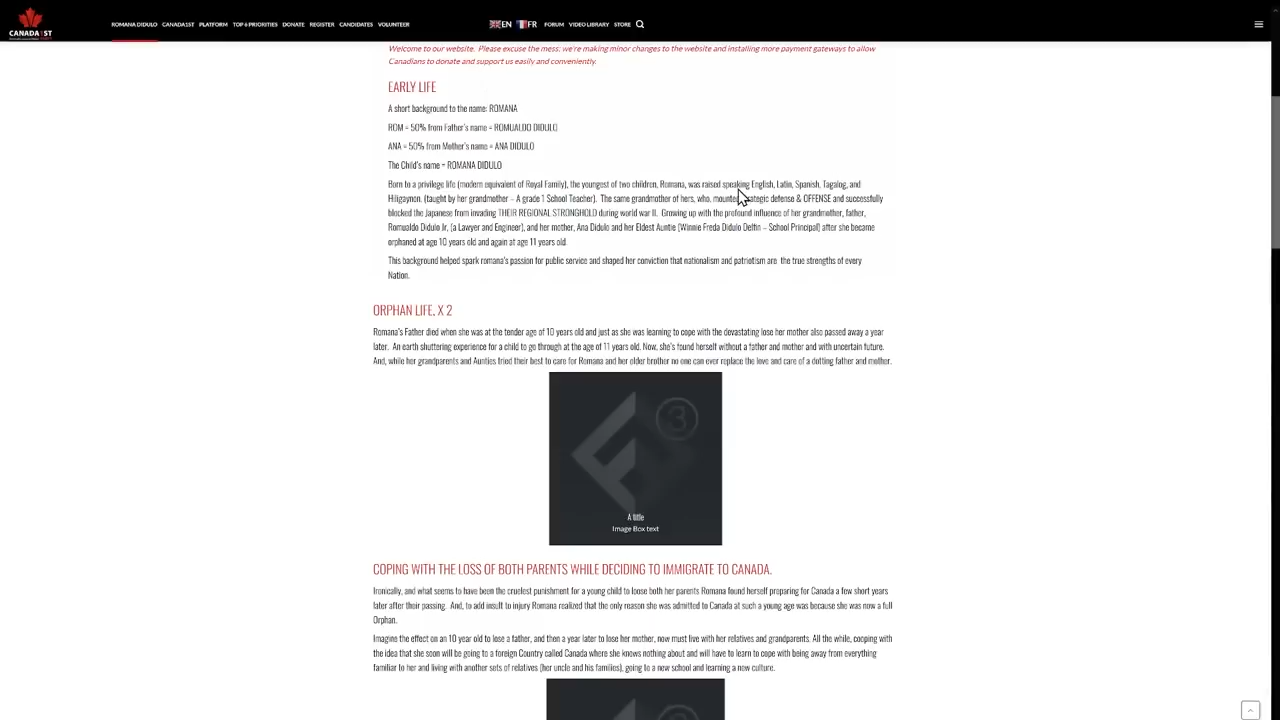 CANADA1ST
ROMANA DIDULO CANADA1ST PLATFORM TOP 6 PRIORITIES DONATE REGISTER CANDIDATES VOLUNTEER EN FR FORUM VIDEO LIBRARY STORE
Welcome to our website. Please excuse the mess: we're making minor changes to the website and installing more payment gateways to allow
Canadians to donate and support us easily and conveniently.
EARLY LIFE
A short background to the name: ROMANA
ROM = 50% from Father's name = ROMUALDO DIDULO
ANA = 50% from Mother's name = ANA DIDULO
The Child's name = ROMANA DIDULO
Born to a privilege life (modern equivalent of Royal Family), the youngest of two children, Romana, was raised speaking English, Latin, Spanish, Tagalog, and
Hiligaynon. (taught by her grandmother – A grade 1 School Teacher). The same grandmother of hers, who, mounted defense & OFFENSE and successfully
blocked the Japanese from invading THEIR REGIONAL STRONGHOLD during world war II. Growing up with the profound influence of her grandmother, father,
Romualdo Didulo Jr, (a Lawyer and Engineer), and her mother, Ana Didulo and her Eldest Auntie (Winnie Freda Didulo Delfin – School Principal) after she became
orphaned at age 10 years old and again at age 11 years old.
This background helped spark romana's passion for public service and shaped her conviction that nationalism and patriotism are the true strengths of every
Nation.
ORPHAN LIFE, X 2
Romana's Father died when she was at the tender age of 10 years old and just as she was learning to cope with the devastating lose her mother also passed away a year
later. An earth shuttering experience for a child to go through at the age of 11 years old. Now, she's found herself without a father and mother and with uncertain future.
And, while her grandparents and Aunties tried their best to care for Romana and her older brother no one can ever replace the love and care of a dotting father and mother.
3
A title
Image Box text
COPING WITH THE LOSS OF BOTH PARENTS WHILE DECIDING TO IMMIGRATE TO CANADA.
Ironically, and what seems to have been the cruelest punishment for a young child to loose both her parents Romana found herself preparing for Canada a few short years
later after their passing. And, to add insult to injury Romana realized that the only reason she was admitted to Canada at such a young age was because she was now a full
Orphan.
Imagine the effect on an 10 year old to lose a father, and then a year later to lose her mother, now must live with her relatives and grandparents. All the while, cooping with
the idea that she soon will be going to a foreign Country called Canada where she knows nothing about and will have to learn to cope with being away from everything
familiar to her and living with another sets of relatives (her uncle and his families), going to a new school and learning a new culture.